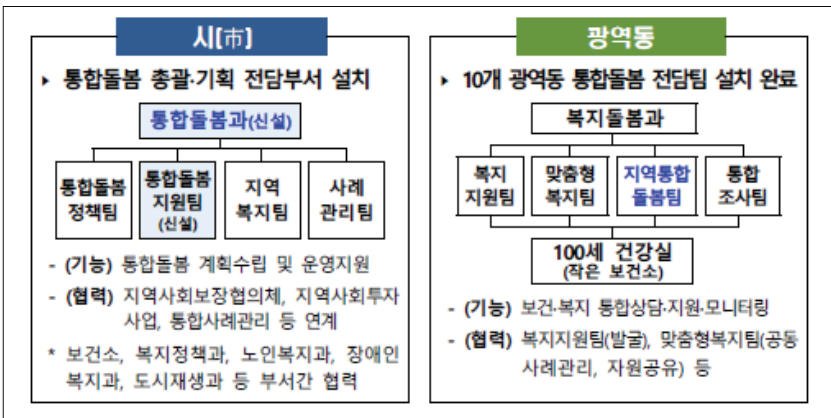 시[市]
▸ 통합돌봄 총괄·기획 전담부서 설치
통합돌봄과(신설)
통합돌봄
정책팀
통합돌봄
지원팀
(신설)
지역
복지팀
사례
관리팀
- (기능) 통합돌봄 계획수립 및 운영지원
- (협력) 지역사회보장협의체, 지역사회투자
사업, 통합사례관리 등 연계
* 보건소, 복지정책과, 노인복지과, 장애인
복지과, 도시재생과 등 부서간 협력
광역동
▸ 10개 광역동 통합돌봄 전담팀 설치 완료
복지돌봄과
복지
지원팀
맞춤형
복지팀
지역통합
돌봄팀
통합
조사팀
100세 건강실
(작은 보건소)
- (기능) 보건·복지 통합상담·지원·모니터링
- (협력) 복지지원팀(발굴), 맞춤형복지팀(공동
사례관리, 자원공유) 등